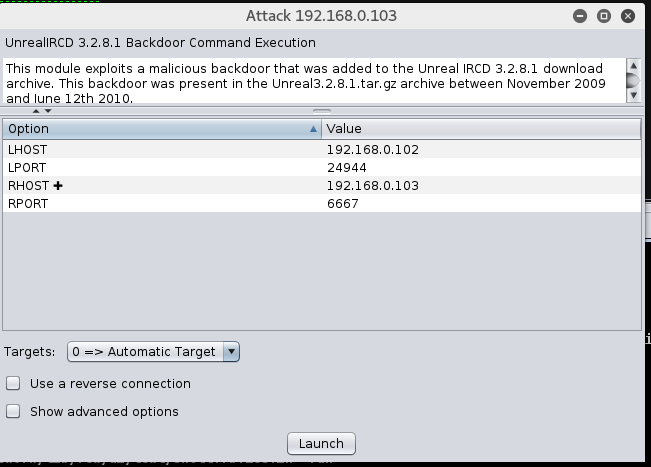 Attack 192.168.0.103
UnrealIRCD 3.2.8.1 Backdoor Command Execution
This module exploits a malicious backdoor that was added to the Unreal IRCD 3.2.8.1 download
archive. This backdoor was present in the Unreal3.2.8.1.tar.gz archive between November 2009
and June 12th 2010.
Option Value
LHOST 192.168.0.102
LPORT 24944
RHOST + 192.168.0.103
RPORT 6667
Targets: 0 => Automatic Target
Use a reverse connection
Show advanced options
Launch